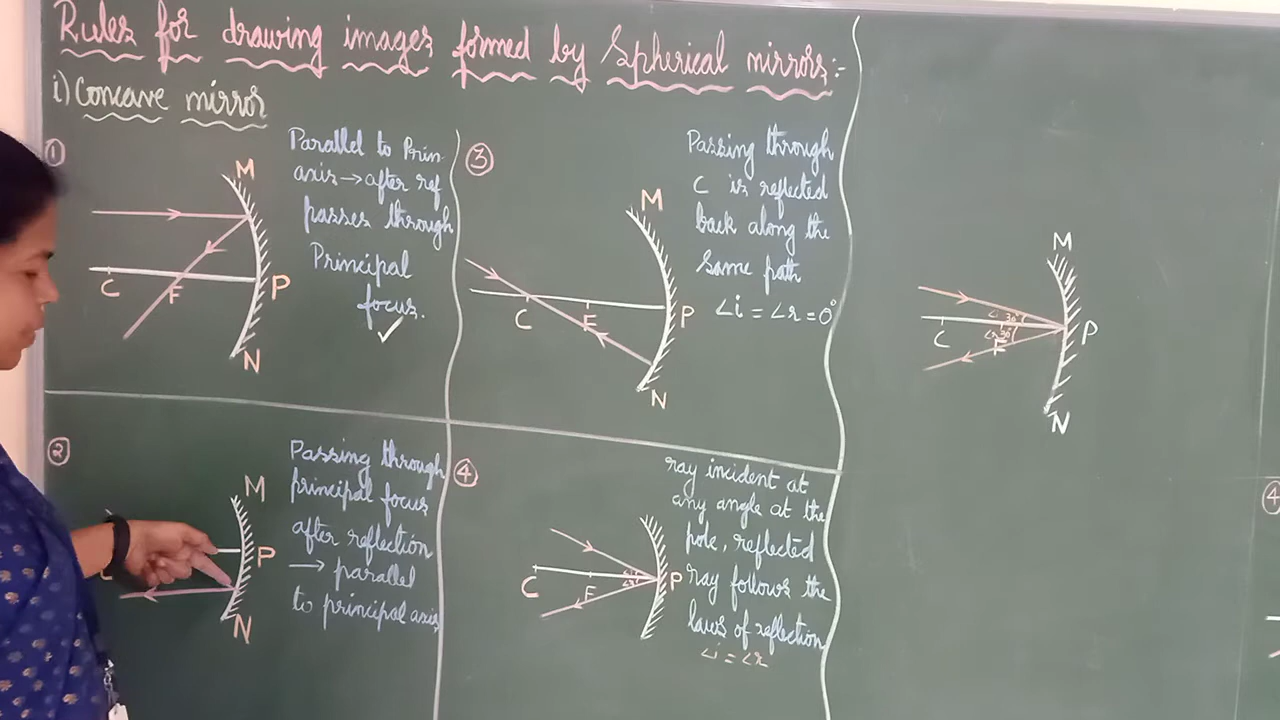 Rules for drawing images formed by Spherical mirrors:-
i) Concave mirror
①
Parallel to Prin.
axis → after ref
passes through
Principal
focus.
✓
M
C
F
P
N
③
Passing through
C is reflected
back along the
same path
∠i = ∠r = 0°
M
C
F
P
N
②
Passing through
principal focus
after reflection
→ parallel
to principal axis
M
P
N
④
ray incident at
any angle at the
pole, reflected
ray follows the
laws of reflection
∠i = ∠r
M
C
F
P
N
M
∠i 30°
C
∠r 30°
F
P
N
④